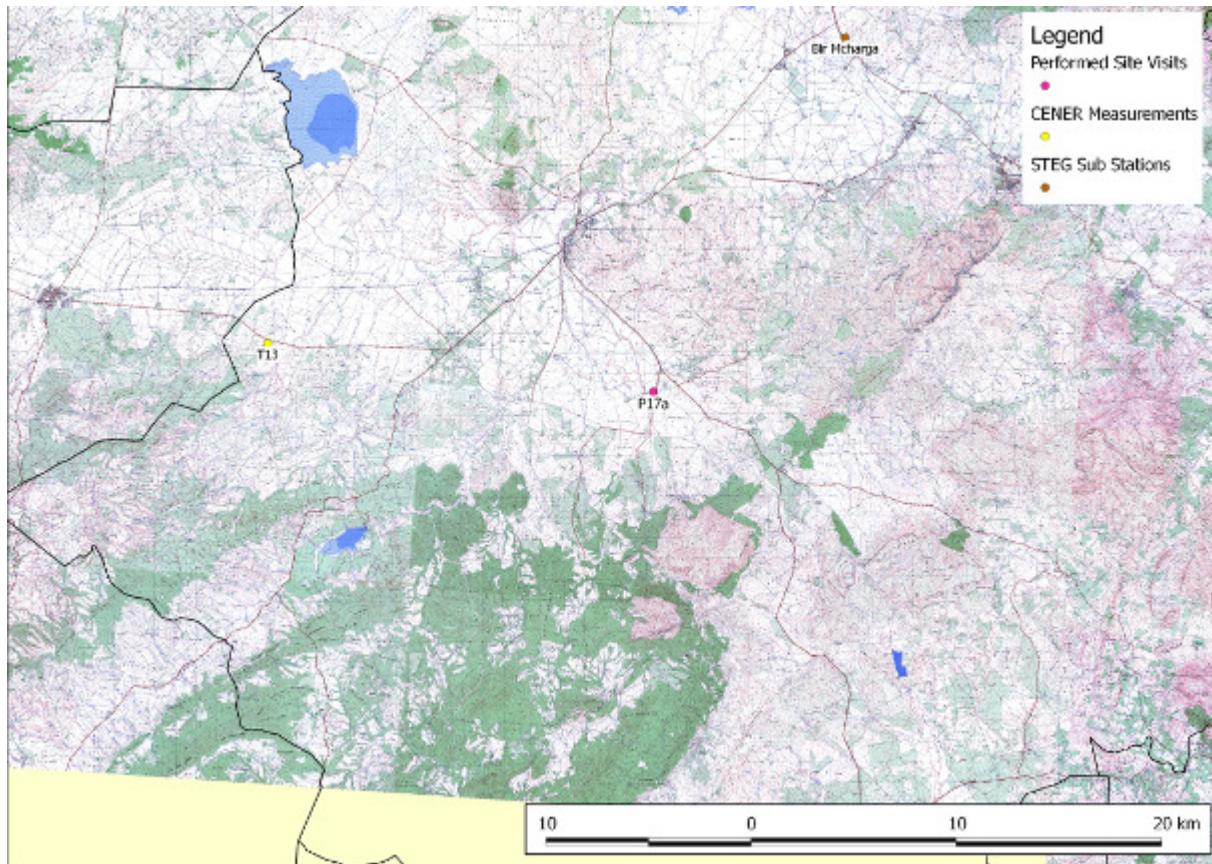 Bir Mcharga
Legend
Performed Site Visits
CENER Measurements
STEG Sub Stations
T13
P17a
10 0 10 20 km